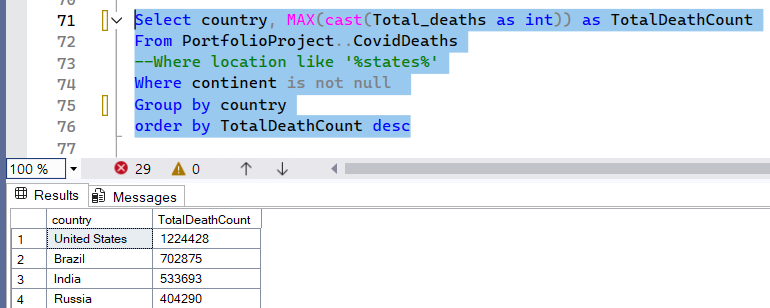 71 Select country, MAX(cast(Total_deaths as int)) as TotalDeathCount
72 From PortfolioProject..CovidDeaths
73 --Where location like '%states%'
74 Where continent is not null
75 Group by country
76 order by TotalDeathCount desc
77
100 % 29 0
Results Messages
country TotalDeathCount
1 United States 1224428
2 Brazil 702875
3 India 533693
4 Russia 404290